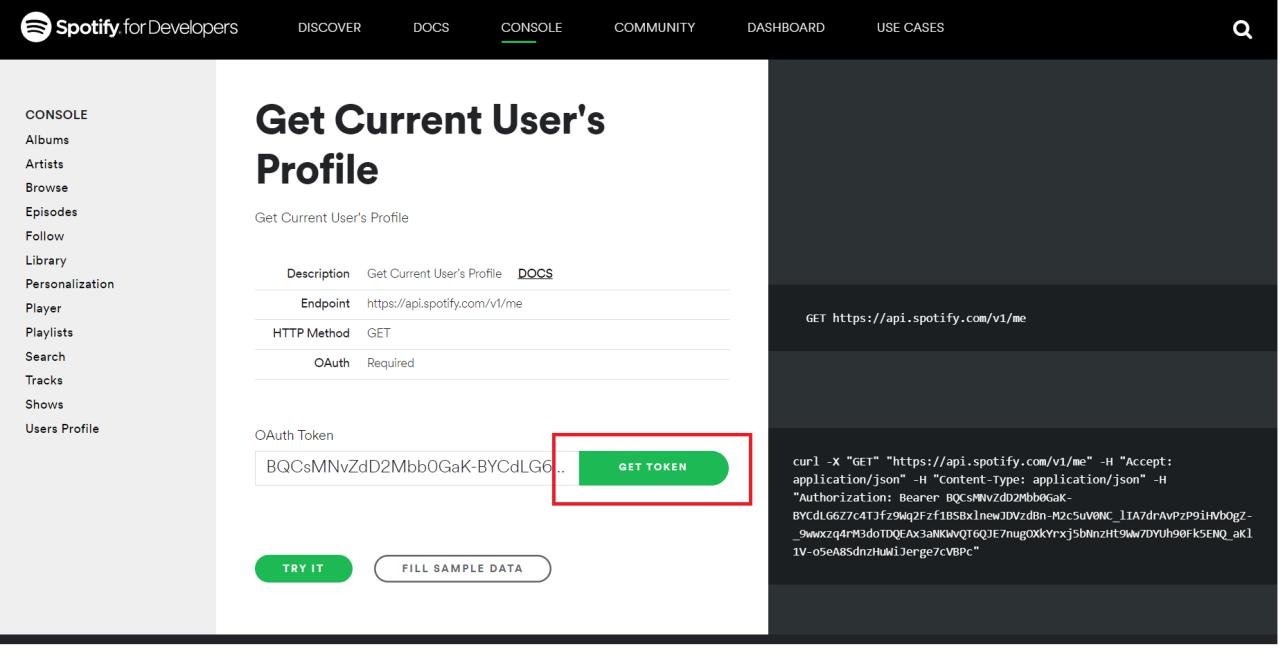 Spotify for Developers
DISCOVER
DOCS
CONSOLE
COMMUNITY
DASHBOARD
USE CASES
CONSOLE
Albums
Artists
Browse
Episodes
Follow
Library
Personalization
Player
Playlists
Search
Tracks
Shows
Users Profile
Get Current User's
Profile
Get Current User's Profile
Description Get Current User's Profile DOCS
Endpoint https://api.spotify.com/v1/me
HTTP Method GET
OAuth Required
OAuth Token
BQCsMNvZdD2Mbb0GaK-BYCdLG6... GET TOKEN
TRY IT
FILL SAMPLE DATA
GET https://api.spotify.com/v1/me
curl -X "GET" "https://api.spotify.com/v1/me" -H "Accept:
application/json" -H "Content-Type: application/json" -H
"Authorization: Bearer BQCsMNvZdD2Mbb0GaK-
BYCdLG6Z7c4TJfz9Wq2Fzf1BSBxlnewJDVzdBn-M2c5uV0NC_lIA7drAvPzP9iHVbOgZ-
_9wwxzq4rM3doTDQEAx3aNKWvQT6QJE7nugOXkYrxj5bNnzHt9Ww7DYUh90Fk5ENQ_aKl
1V-o5eA8SdnzHuWiJerge7cVBPc"